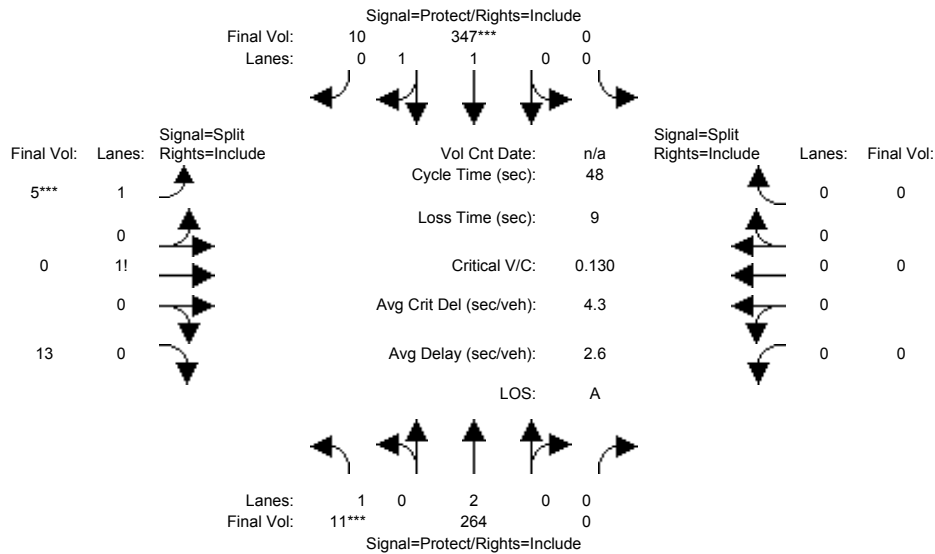 Signal=Protect/Rights=Include
Final Vol: 10 347*** 0
Lanes: 0 1 1 0 0
Signal=Split
Final Vol: Lanes: Rights=Include
Vol Cnt Date: n/a
Signal=Split
Rights=Include Lanes: Final Vol:
Cycle Time (sec): 48
5*** 1
0 0
Loss Time (sec): 9
0
0
0 1!
Critical V/C: 0.130
0 0
0
Avg Crit Del (sec/veh): 4.3
0
13 0
Avg Delay (sec/veh): 2.6
0 0
LOS: A
Lanes: 1 0 2 0 0
Final Vol: 11*** 264 0
Signal=Protect/Rights=Include